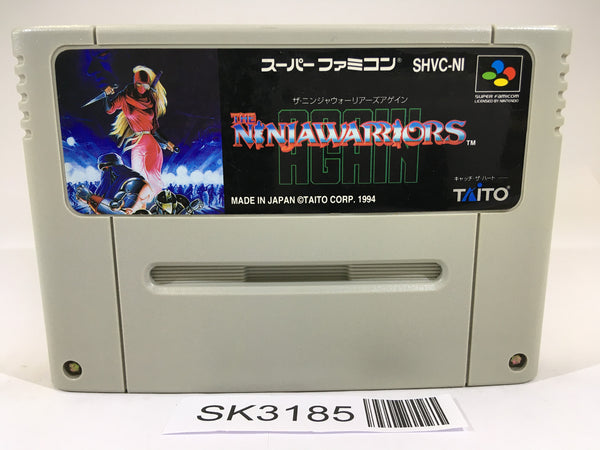 スーパーファミコン SHVC-NI
SUPER FAMICOM
LICENSED BY NINTENDO
ザ・ニンジャウォーリアーズアゲイン
THE NINJAWARRIORS TM
AGAIN
キャッチ・ザ・ハート
TAITO
MADE IN JAPAN ©TAITO CORP. 1994
SK3185